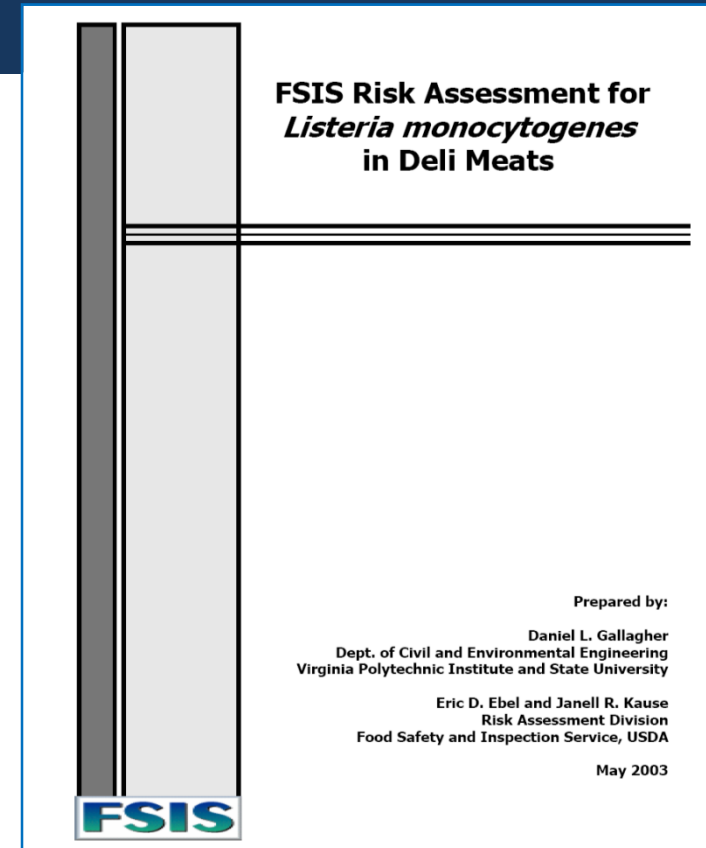 FSIS Risk Assessment for
Listeria monocytogenes
in Deli Meats
Prepared by:
Daniel L. Gallagher
Dept. of Civil and Environmental Engineering
Virginia Polytechnic Institute and State University
Eric D. Ebel and Janell R. Kause
Risk Assessment Division
Food Safety and Inspection Service, USDA
May 2003
FSIS